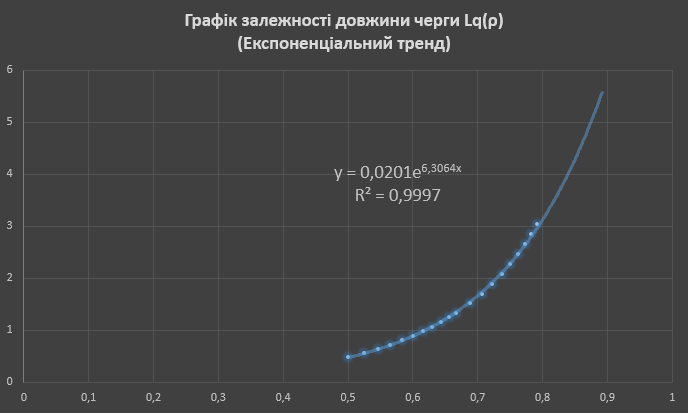 Графік залежності довжини черги Lq(ρ)
(Експоненціальний тренд)
6
5
4
3
2
1
0
y = 0,0201e^6,3064x
R² = 0,9997
0 0,1 0,2 0,3 0,4 0,5 0,6 0,7 0,8 0,9 1